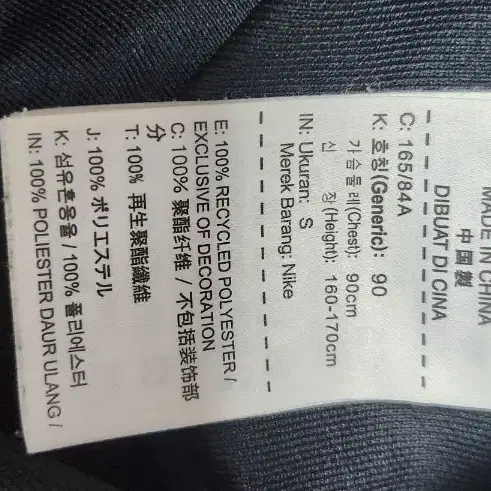 MADE IN CHINA
中國製
DIBUAT DI CINA
C: 165/84A
K: 호칭(Generic): 90
가슴둘레(Chest): 90cm
신 장(Height): 160-170cm
IN: Ukuran: S
Merek Barang: Nike
E: 100% RECYCLED POLYESTER /
EXCLUSIVE OF DECORATION
C: 100% 聚酯纤维 / 不包括装饰部
分
T: 100% 再生聚酯纖維
J: 100% ポリエステル
K: 섬유혼용율 / 100% 폴리에스터
IN: 100% POLIESTER DAUR ULANG /